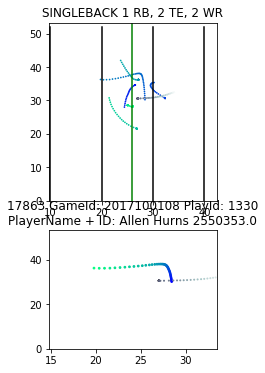 SINGLEBACK 1 RB, 2 TE, 2 WR
50
40
30
20
10
0
10 20 30 40
17863 GameId: 2017100108 PlayId: 1330
PlayerName + ID: Allen Hurns 2550353.0
40
20
0
15 20 25 30